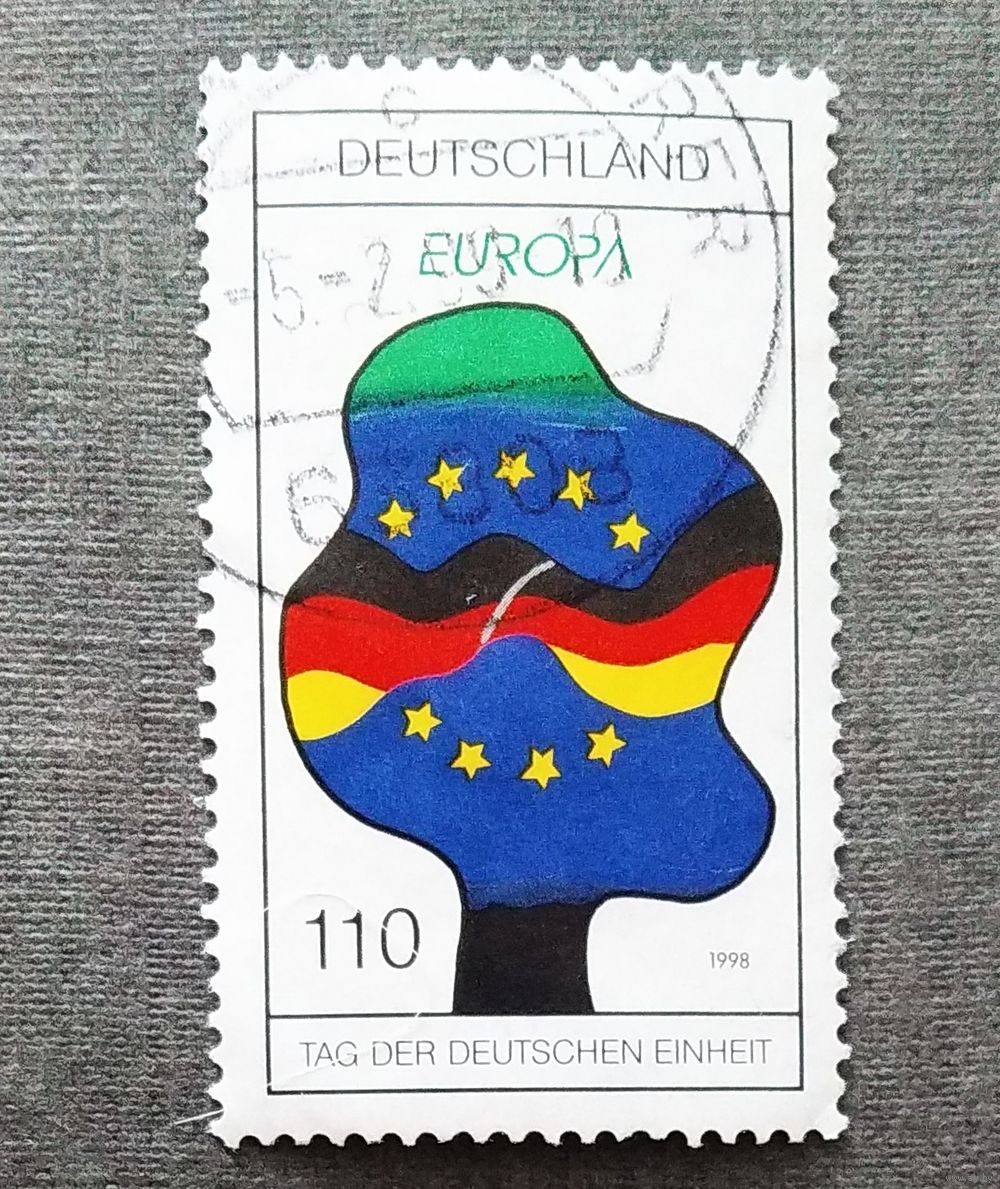 DEUTSCHLAND
EUROPA
110
1998
TAG DER DEUTSCHEN EINHEIT